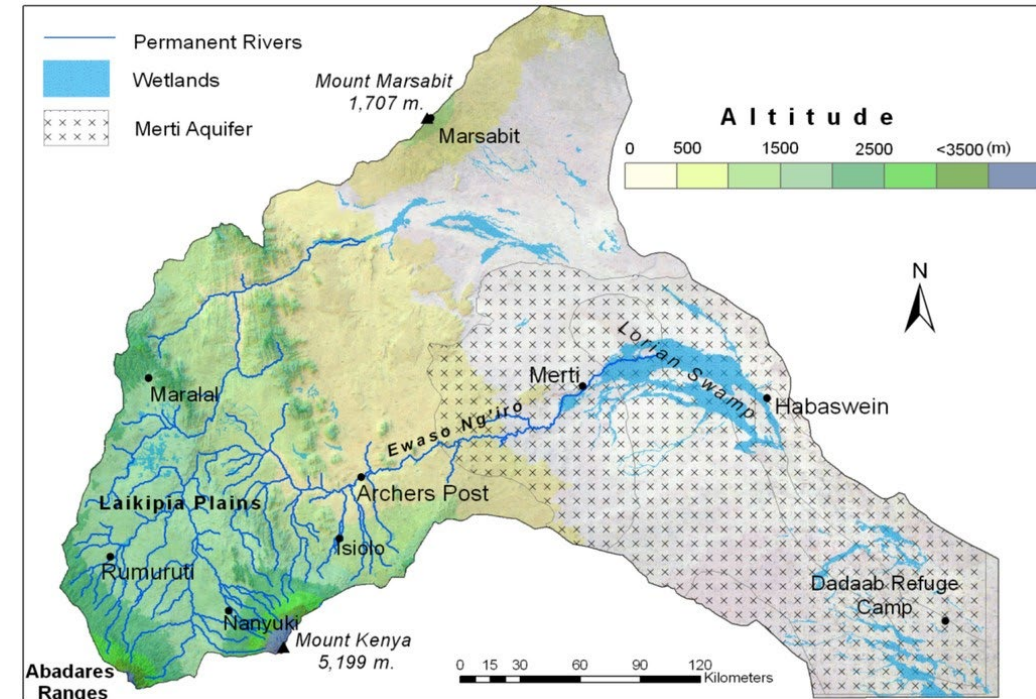 Permanent Rivers
Wetlands
Merti Aquifer
Mount Marsabit
1,707 m.
Marsabit
Altitude
0 500 1500 2500 <3500 (m)
N
Maralal
Merti
Lorian Swamp
Habaswein
Ewaso Ng'iro
Archers Post
Laikipia Plains
Isiolo
Rumuruti
Nanyuki
Dadaab Refuge
Camp
Mount Kenya
5,199 m.
Abadares
Ranges
0 15 30 60 90 120
Kilometers